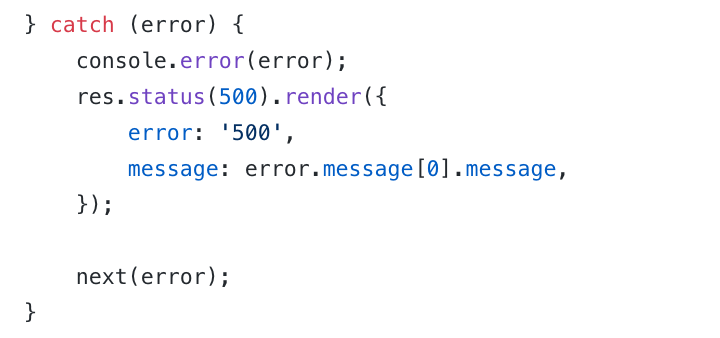 } catch (error) {
    console.error(error);
    res.status(500).render({
        error: '500',
        message: error.message[0].message,
    });

    next(error);
}